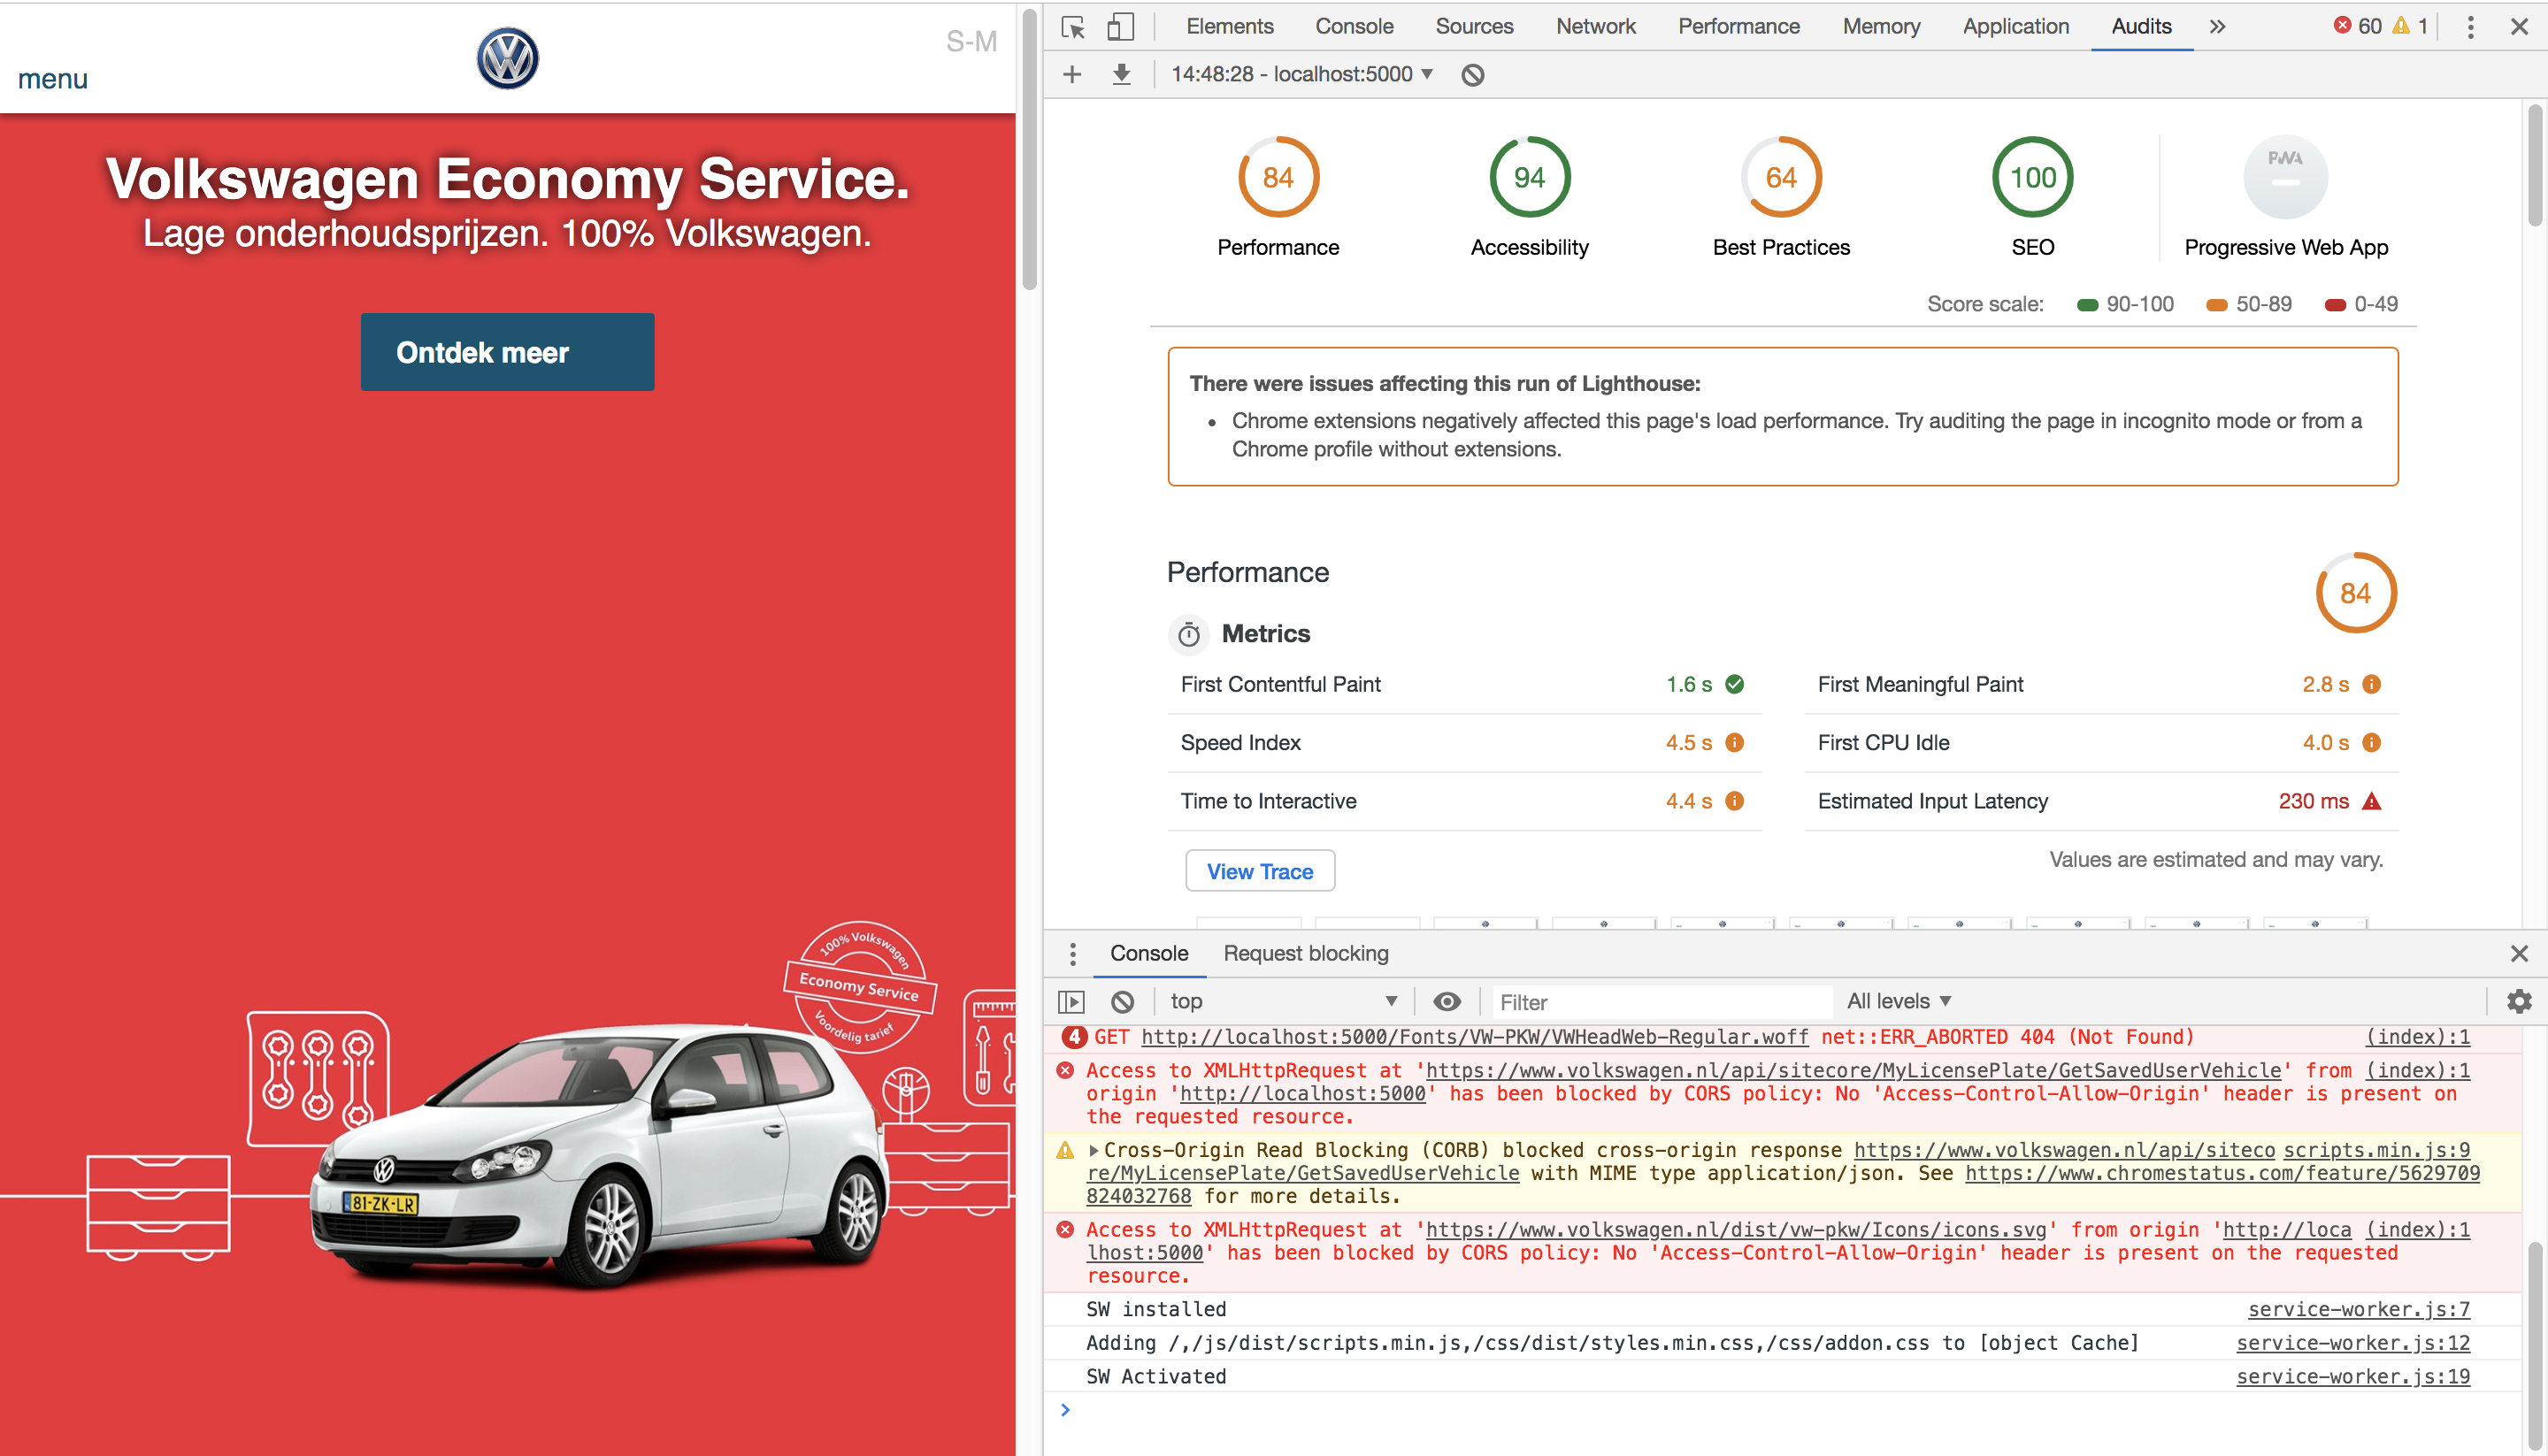 S-M
menu
Volkswagen Economy Service.
Lage onderhoudsprijzen. 100% Volkswagen.
Ontdek meer
100% Volkswagen
Economy Service
Voordelig tarief
81-ZK-LR
Elements Console Sources Network Performance Memory Application Audits » 60 1
14:48:28 - localhost:5000 ▼
84 94 64 100 PWA
Performance Accessibility Best Practices SEO Progressive Web App
Score scale: 90-100 50-89 0-49
There were issues affecting this run of Lighthouse:
• Chrome extensions negatively affected this page's load performance. Try auditing the page in incognito mode or from a
Chrome profile without extensions.
Performance
84
Metrics
First Contentful Paint 1.6 s First Meaningful Paint 2.8 s
Speed Index 4.5 s First CPU Idle 4.0 s
Time to Interactive 4.4 s Estimated Input Latency 230 ms
View Trace
Values are estimated and may vary.
Console Request blocking
top ▼ Filter All levels ▼
4 GET http://localhost:5000/Fonts/VW-PKW/VWHeadWeb-Regular.woff net::ERR_ABORTED 404 (Not Found) (index):1
Access to XMLHttpRequest at 'https://www.volkswagen.nl/api/sitecore/MyLicensePlate/GetSavedUserVehicle' from (index):1
origin 'http://localhost:5000' has been blocked by CORS policy: No 'Access-Control-Allow-Origin' header is present on
the requested resource.
▶ Cross-Origin Read Blocking (CORB) blocked cross-origin response https://www.volkswagen.nl/api/siteco scripts.min.js:9
re/MyLicensePlate/GetSavedUserVehicle with MIME type application/json. See https://www.chromestatus.com/feature/5629709
824032768 for more details.
Access to XMLHttpRequest at 'https://www.volkswagen.nl/dist/vw-pkw/Icons/icons.svg' from origin 'http://loca (index):1
lhost:5000' has been blocked by CORS policy: No 'Access-Control-Allow-Origin' header is present on the requested
resource.
SW installed service-worker.js:7
Adding /,/js/dist/scripts.min.js,/css/dist/styles.min.css,/css/addon.css to [object Cache] service-worker.js:12
SW Activated service-worker.js:19